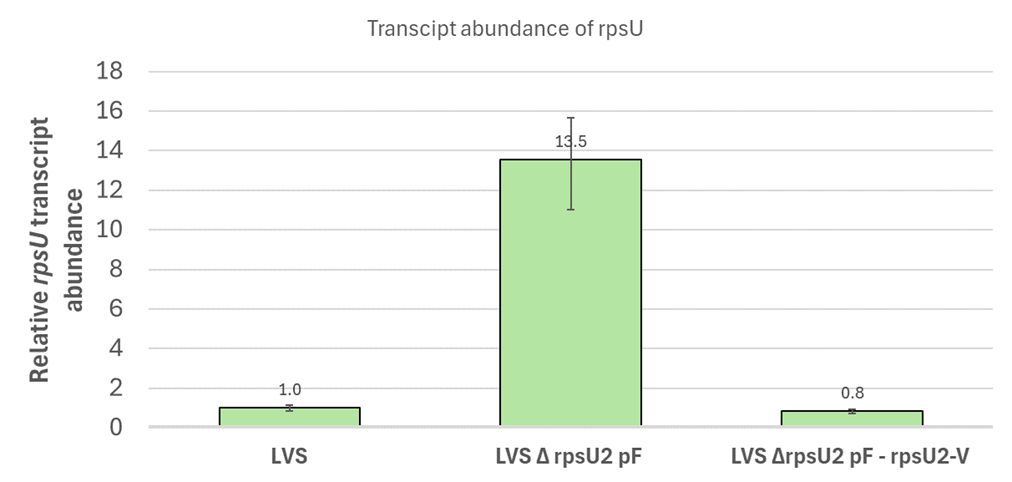 Transcipt abundance of rpsU
Relative rpsU transcript
abundance
18
16
14
12
10
8
6
4
2
0
1.0
13.5
0.8
LVS
LVS Δ rpsU2 pF
LVS ΔrpsU2 pF - rpsU2-V